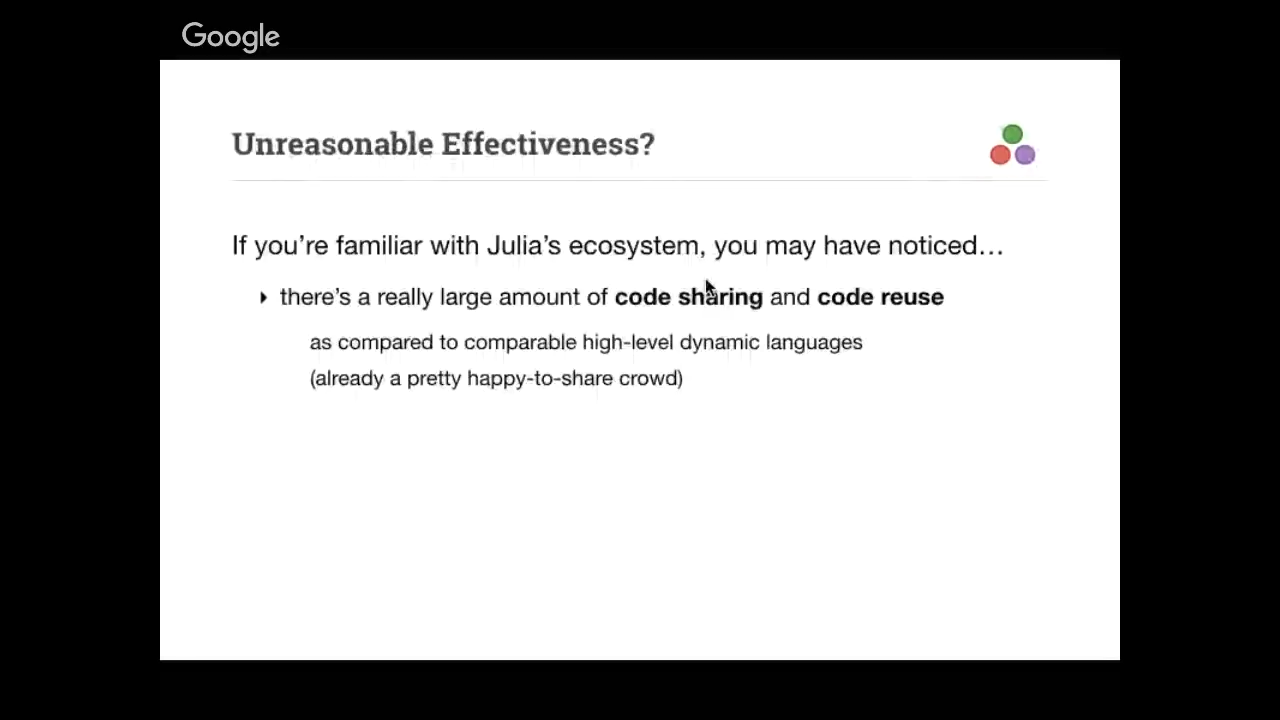 Google
Unreasonable Effectiveness?
If you’re familiar with Julia’s ecosystem, you may have noticed…
there’s a really large amount of code sharing and code reuse
as compared to comparable high-level dynamic languages
(already a pretty happy-to-share crowd)